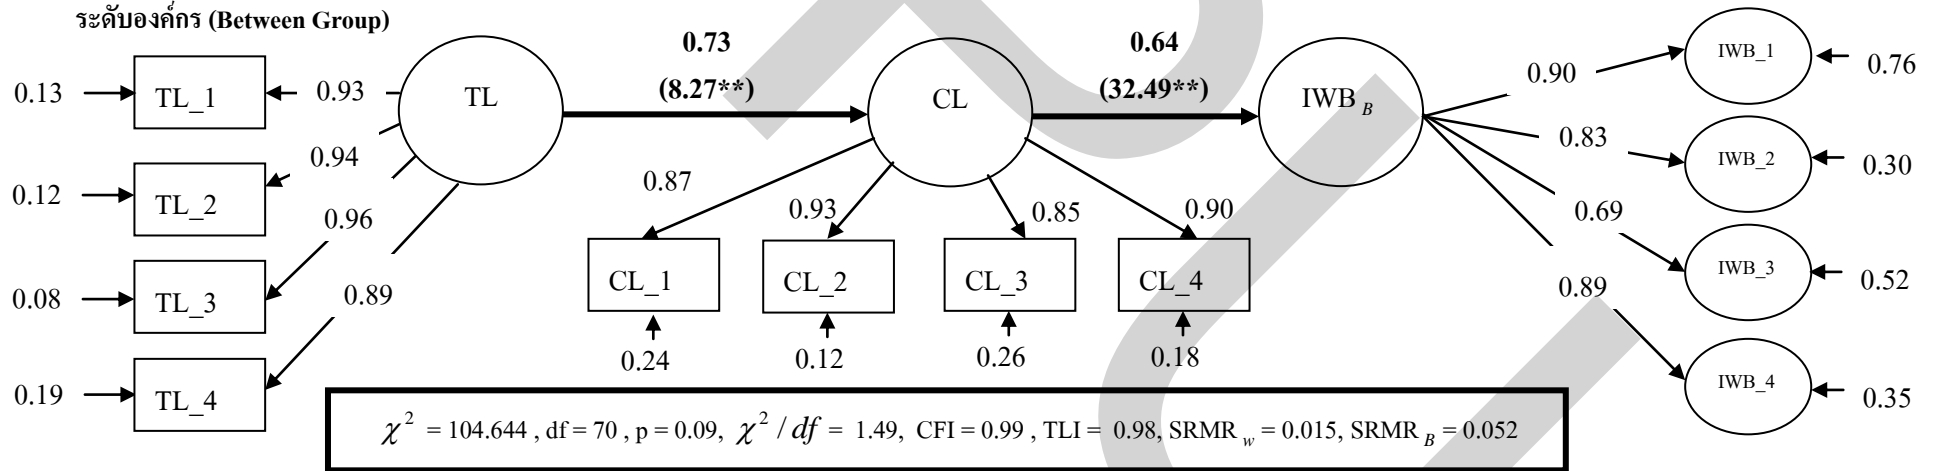 ระดับองค์กร (Between Group)
0.13
TL_1
0.93
TL
0.73
(8.27**)
CL
0.64
(32.49**)
IWB B
0.90
IWB_1
0.76
0.12
TL_2
0.94
0.83
IWB_2
0.30
0.08
TL_3
0.96
0.69
IWB_3
0.52
0.19
TL_4
0.89
0.89
IWB_4
0.35
0.87
0.93
0.85
0.90
CL_1
CL_2
CL_3
CL_4
0.24
0.12
0.26
0.18
χ² = 104.644 , df = 70 , p = 0.09, χ² / df = 1.49, CFI = 0.99 , TLI = 0.98, SRMR w = 0.015, SRMR B = 0.052